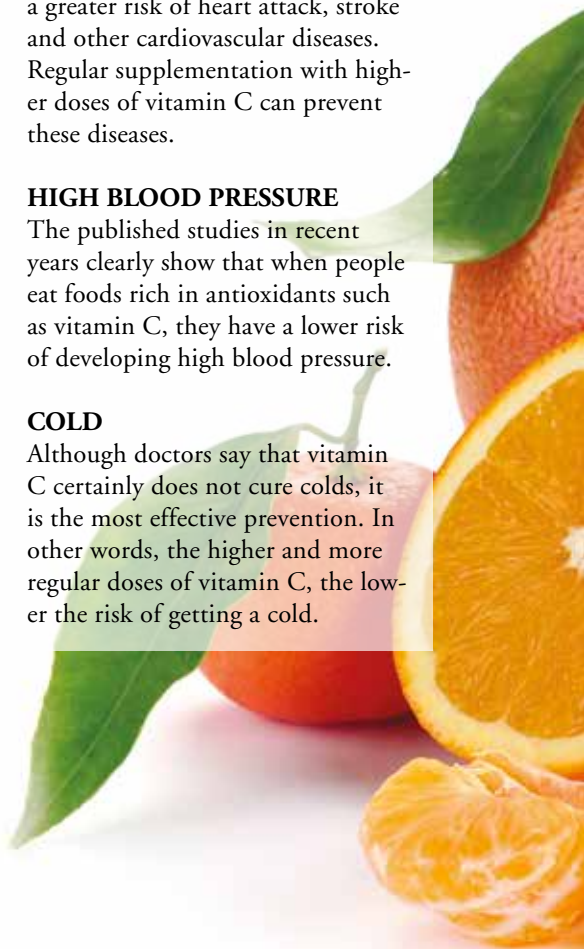 a greater risk of heart attack, stroke
and other cardiovascular diseases.
Regular supplementation with high-
er doses of vitamin C can prevent
these diseases.
HIGH BLOOD PRESSURE
The published studies in recent
years clearly show that when people
eat foods rich in antioxidants such
as vitamin C, they have a lower risk
of developing high blood pressure.
COLD
Although doctors say that vitamin
C certainly does not cure colds, it
is the most effective prevention. In
other words, the higher and more
regular doses of vitamin C, the low-
er the risk of getting a cold.